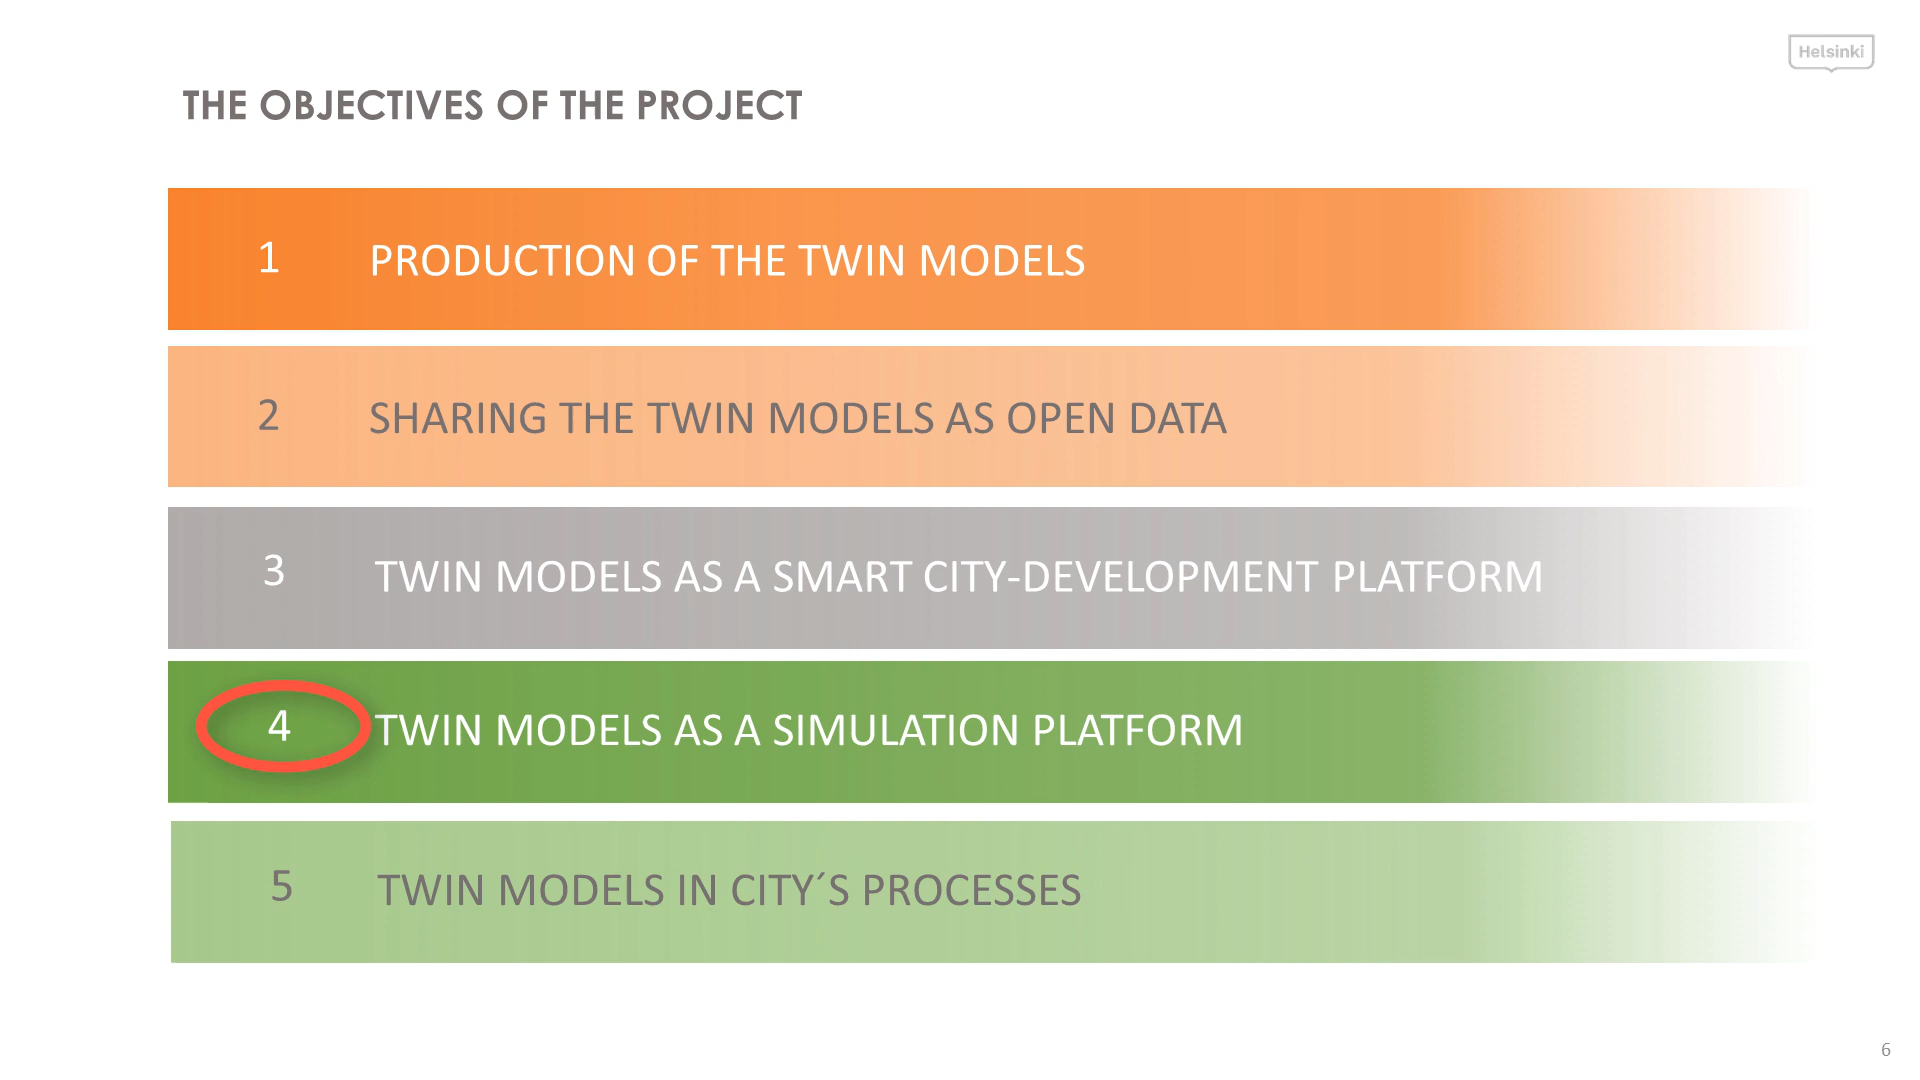 Helsinki
THE OBJECTIVES OF THE PROJECT
1 PRODUCTION OF THE TWIN MODELS
2 SHARING THE TWIN MODELS AS OPEN DATA
3 TWIN MODELS AS A SMART CITY-DEVELOPMENT PLATFORM
4 TWIN MODELS AS A SIMULATION PLATFORM
5 TWIN MODELS IN CITY´S PROCESSES
6